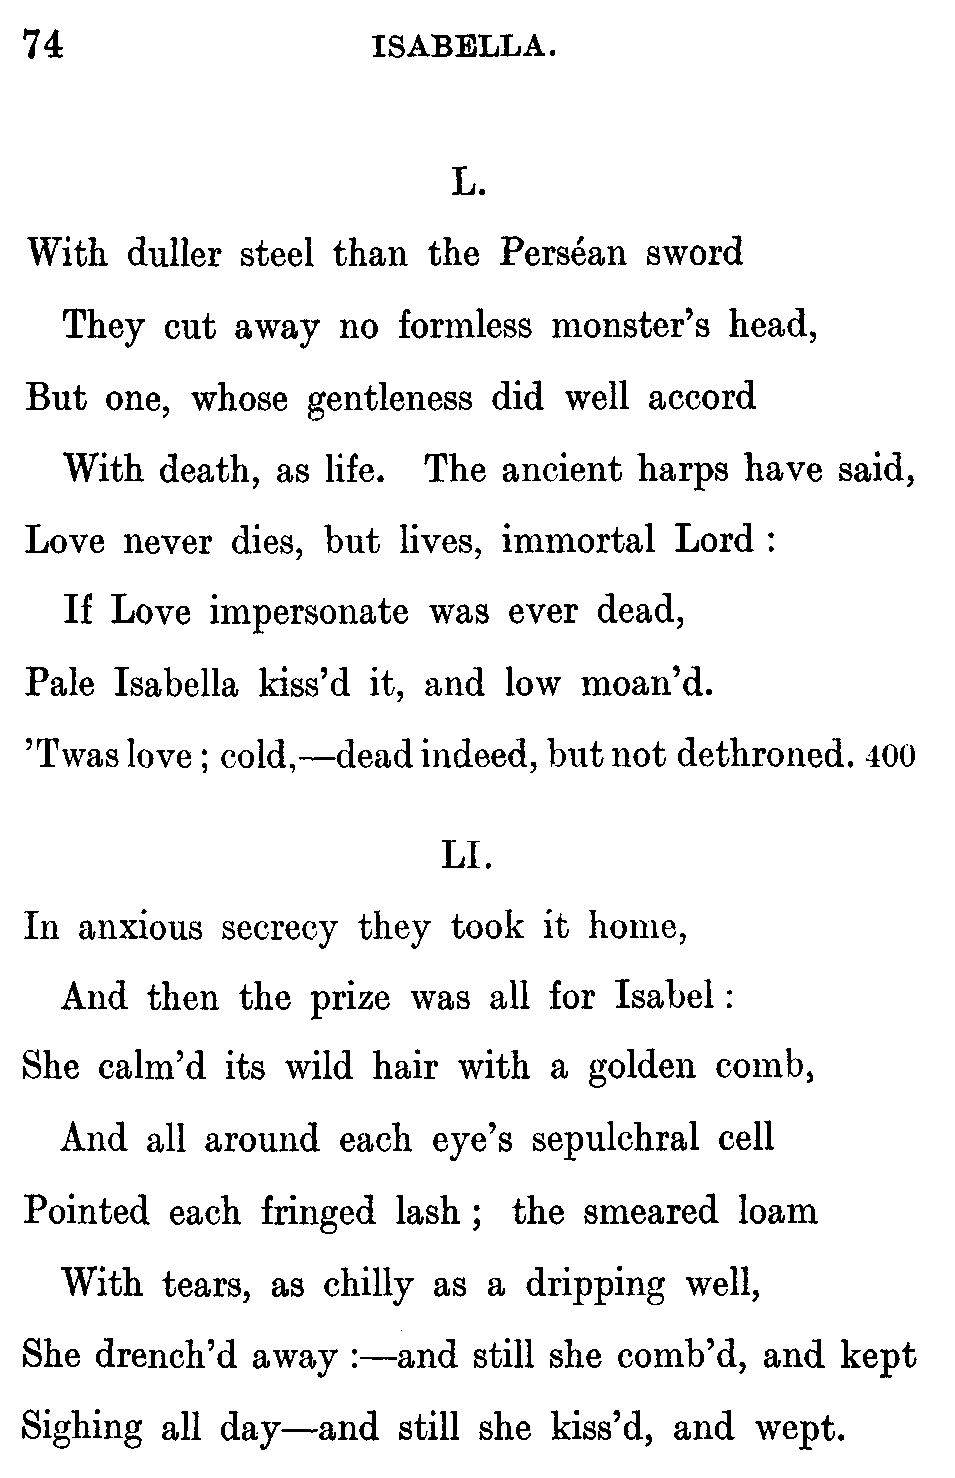 74 ISABELLA.
L.
With duller steel than the Perséan sword
They cut away no formless monster's head,
But one, whose gentleness did well accord
With death, as life. The ancient harps have said,
Love never dies, but lives, immortal Lord :
If Love impersonate was ever dead,
Pale Isabella kiss'd it, and low moan'd.
'Twas love ; cold,—dead indeed, but not dethroned. 400
LI.
In anxious secrecy they took it home,
And then the prize was all for Isabel :
She calm'd its wild hair with a golden comb,
And all around each eye's sepulchral cell
Pointed each fringed lash ; the smeared loam
With tears, as chilly as a dripping well,
She drench'd away :—and still she comb'd, and kept
Sighing all day—and still she kiss'd, and wept.